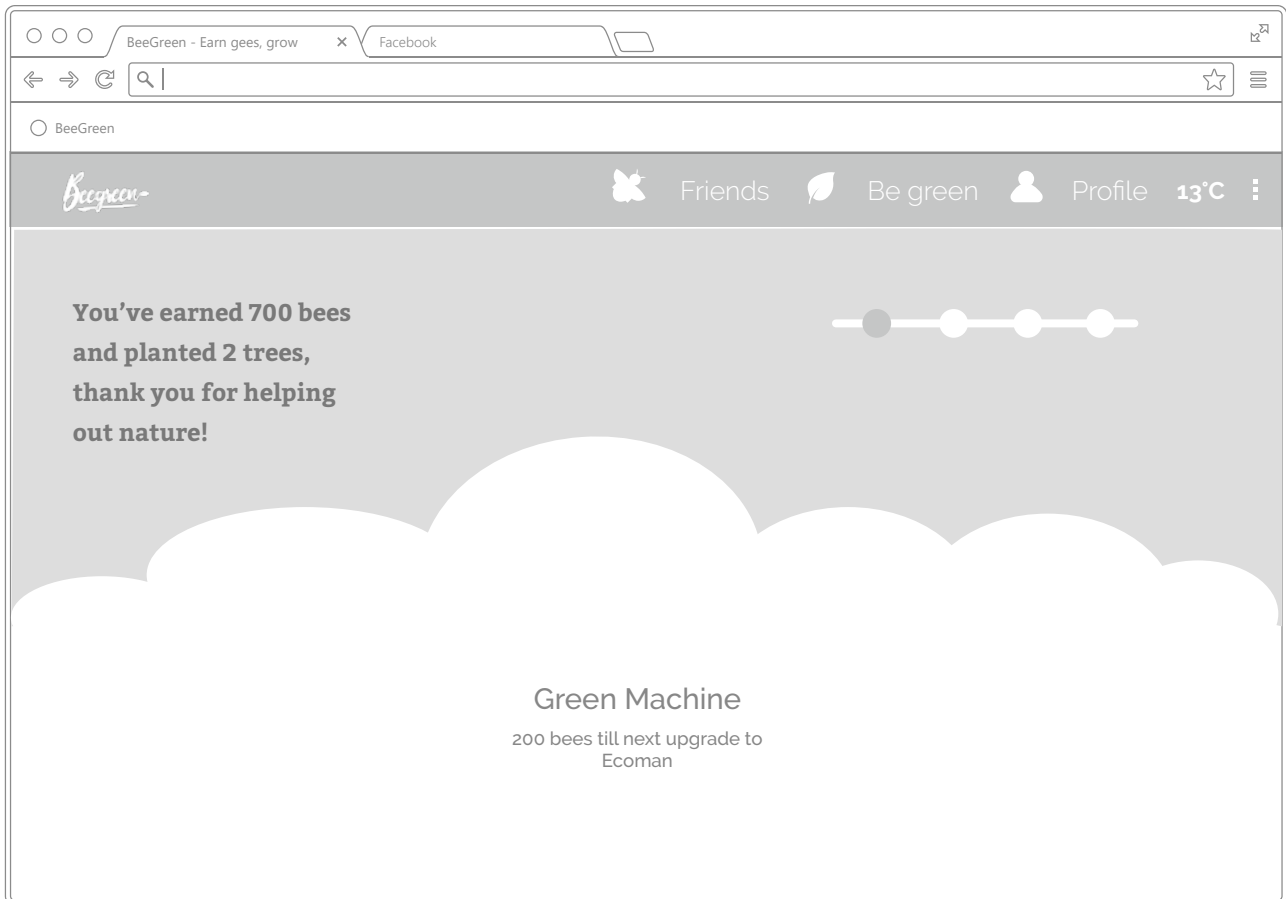 BeeGreen - Earn gees, grow
Facebook
BeeGreen
Beegreen-
Friends
Be green
Profile
13°C
You've earned 700 bees
and planted 2 trees,
thank you for helping
out nature!
Green Machine
200 bees till next upgrade to
Ecoman